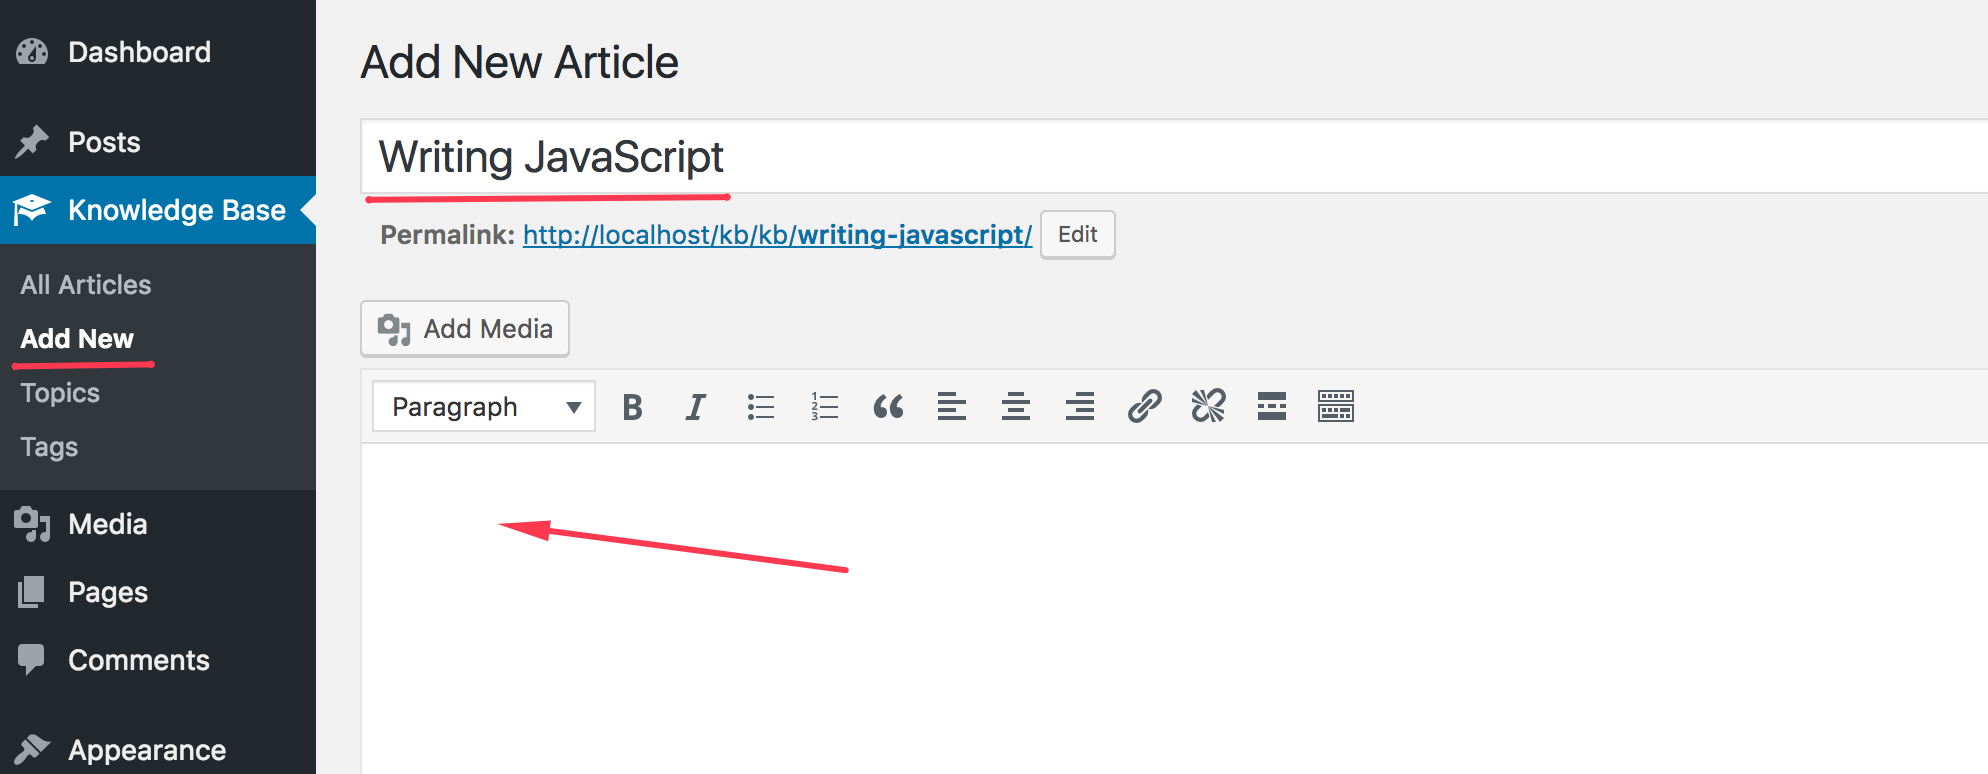 Dashboard
Posts
Knowledge Base
All Articles
Add New
Topics
Tags
Media
Pages
Comments
Appearance
Add New Article
Writing JavaScript
Permalink: http://localhost/kb/kb/writing-javascript/ Edit
Add Media
Paragraph